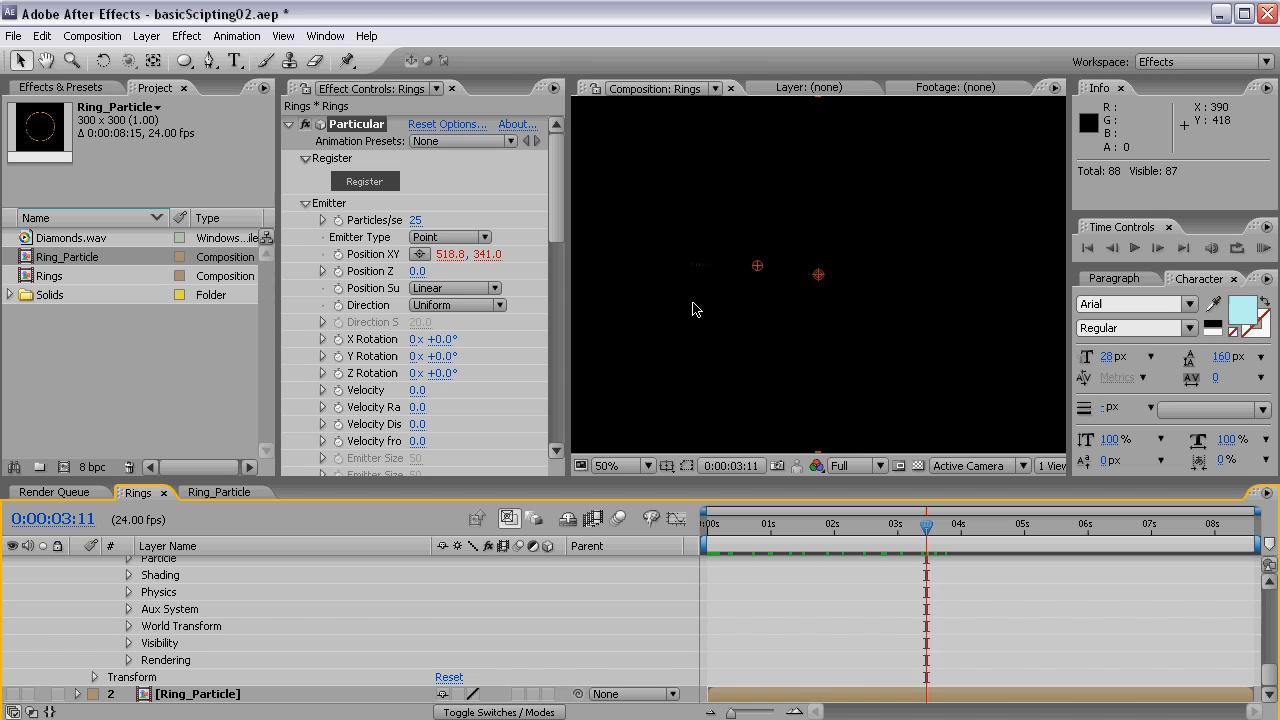 Adobe After Effects - basicScipting02.aep *
File Edit Composition Layer Effect Animation View Window Help
Workspace: Effects
Effects & Presets Project
Ring_Particle
300 x 300 (1.00)
Δ 0:00:08:15, 24.00 fps
Name Type
Diamonds.wav Windows...ile
Ring_Particle Composition
Rings Composition
Solids Folder
8 bpc
Effect Controls: Rings
Rings * Rings
Particular Reset Options... About...
Animation Presets: None
Register
Register
Emitter
Particles/se 25
Emitter Type Point
Position XY 518.8, 341.0
Position Z 0.0
Position Su Linear
Direction Uniform
Direction S 20.0
X Rotation 0 x +0.0°
Y Rotation 0 x +0.0°
Z Rotation 0 x +0.0°
Velocity 0.0
Velocity Ra 0.0
Velocity Dis 0.0
Velocity fro 0.0
Emitter Size 50
Composition: Rings Layer: (none) Footage: (none)
50% 0:00:03:11 Full Active Camera 1 View
Info
R : X : 390
G : Y : 418
B :
A : 0
Total: 88 Visible: 87
Time Controls
Paragraph Character
Arial
Regular
28 px 160 px
Metrics 0
- px
100 % 100 %
0 px 0 %
Render Queue Rings Ring_Particle
0:00:03:11 (24.00 fps)
:00s 01s 02s 03s 04s 05s 06s 07s 08s
# Layer Name Parent
Particle
Shading
Physics
Aux System
World Transform
Visibility
Rendering
Transform Reset
2 [Ring_Particle] None
Toggle Switches / Modes